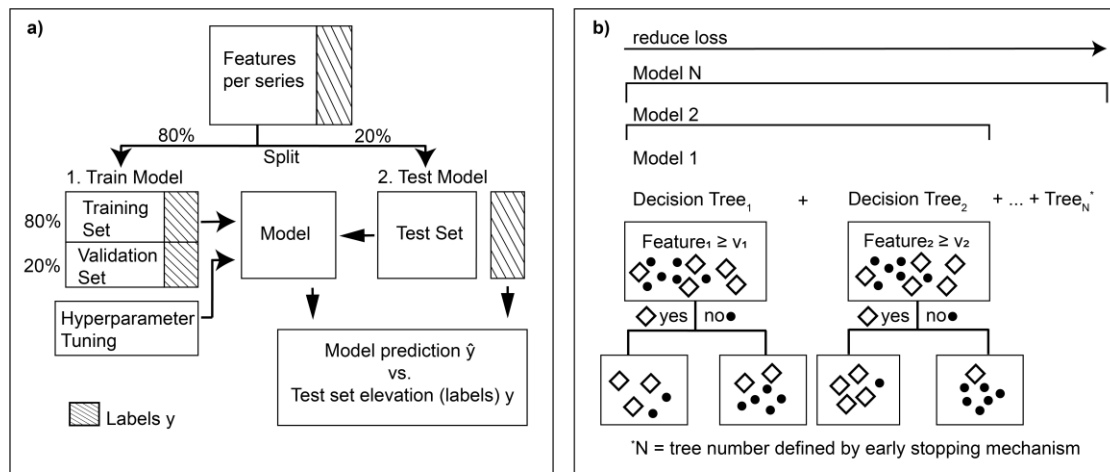 a)
Features
per series
80%
20%
Split
1. Train Model
2. Test Model
80%
Training
Set
20%
Validation
Set
Model
Test Set
Hyperparameter
Tuning
Model prediction ŷ
vs.
Test set elevation (labels) y
Labels y
b)
reduce loss
Model N
Model 2
Model 1
Decision Tree₁ + Decision Tree₂ + ... + Tree_N*
Feature₁ ≥ v₁
Feature₂ ≥ v₂
yes no
yes no
*N = tree number defined by early stopping mechanism